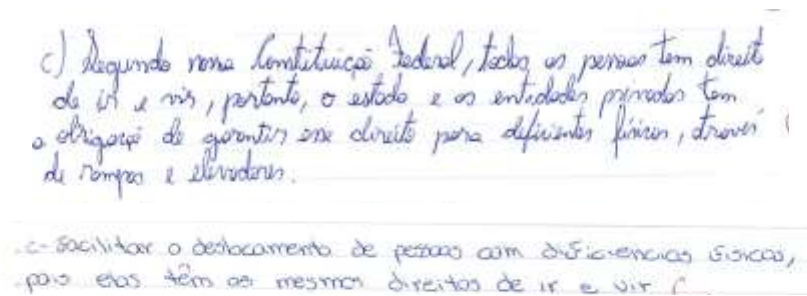 c) Segundo nossa Constituição Federal, todas as pessoas tem direito
de ir e vir, portanto, o estado e as entidades privadas tem
a obrigação de garantir esse direito para deficientes físicos, através
de rampas e elevadores.
c- Facilitar o deslocamento de pessoas com deficiencias físicas,
pois elas têm os mesmos direitos de ir e vir